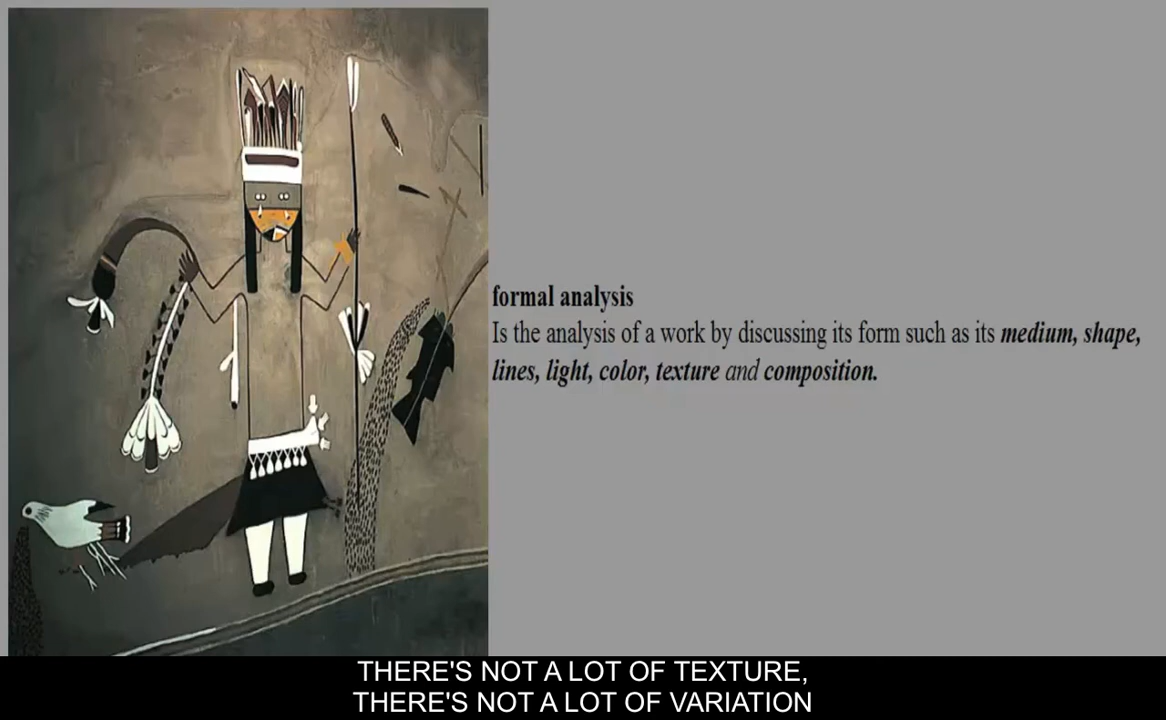 formal analysis
Is the analysis of a work by discussing its form such as its medium, shape,
lines, light, color, texture and composition.
THERE'S NOT A LOT OF TEXTURE,
THERE'S NOT A LOT OF VARIATION